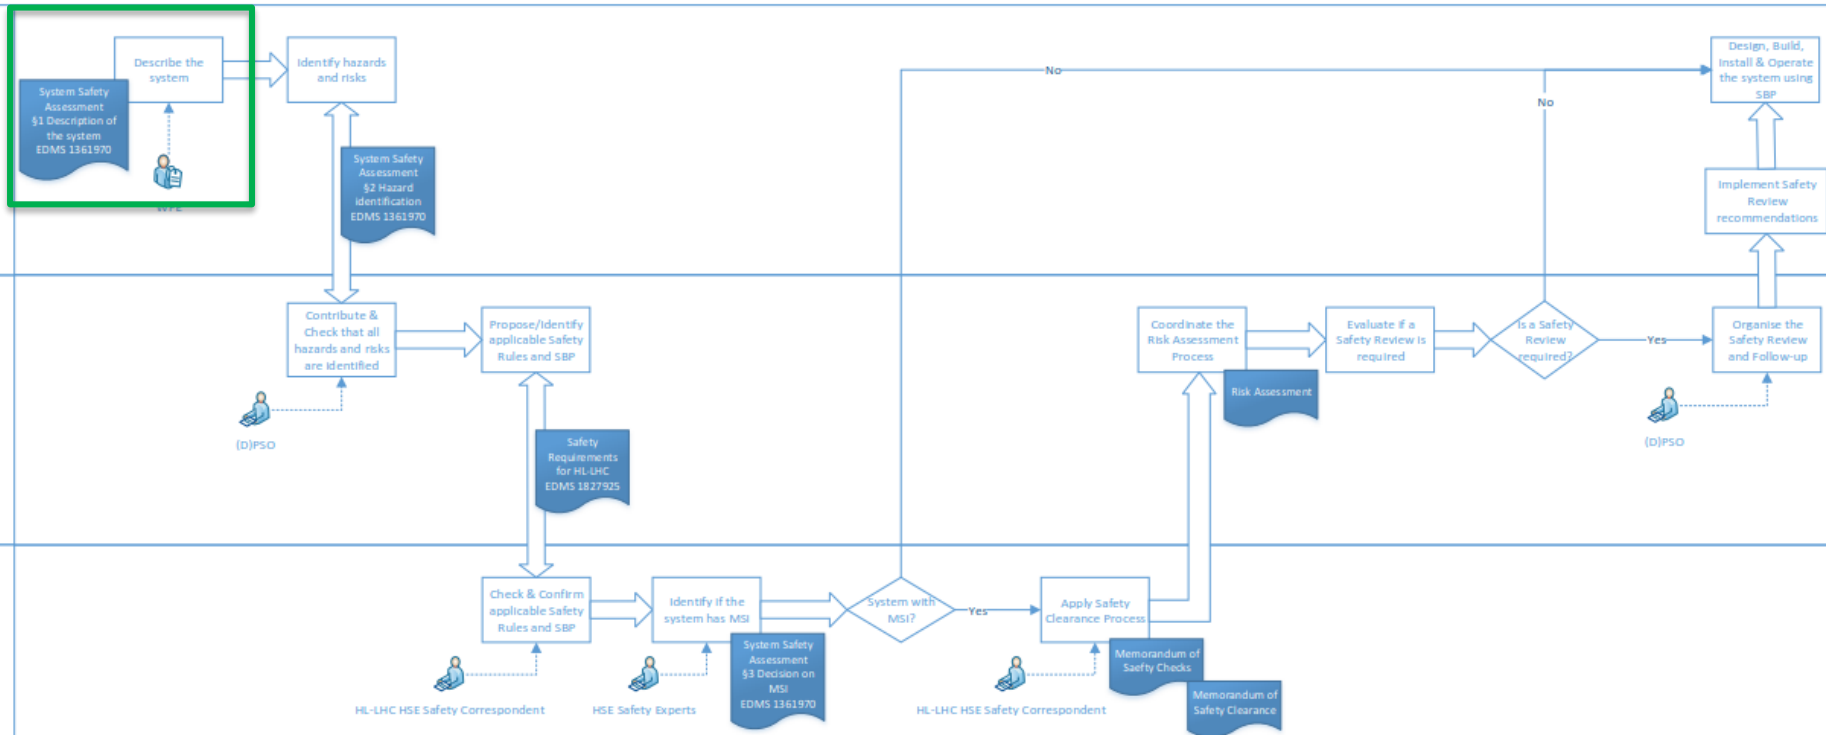 Describe the
system
System Safety
Assessment
§1 Description of
the system
EDMS 1361970
Identify hazards
and risks
System Safety
Assessment
§2 Hazard
identification
EDMS 1361970
No
No
Design, Build,
Install & Operate
the system using
SBP
Implement Safety
Review
recommendations
Contribute &
Check that all
hazards and risks
are identified
(D)PSO
Propose/Identify
applicable Safety
Rules and SBP
Safety
Requirements
for HL-LHC
EDMS 1827925
Coordinate the
Risk Assessment
Process
Risk Assessment
Evaluate if a
Safety Review is
required
Is a Safety
Review
required?
Yes
Organise the
Safety Review
and Follow-up
(D)PSO
Check & Confirm
applicable Safety
Rules and SBP
HL-LHC HSE Safety Correspondent
Identify if the
system has MSI
HSE Safety Experts
System Safety
Assessment
§3 Decision on
MSI
EDMS 1361970
System with
MSI?
Yes
Apply Safety
Clearance Process
HL-LHC HSE Safety Correspondent
Memorandum of
Saefty Checks
Memorandum of
Safety Clearance